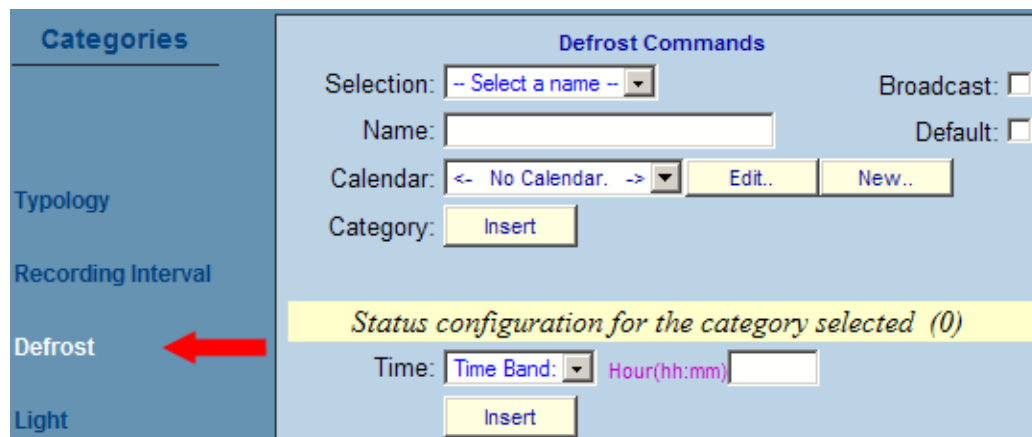 Categories
Typology
Recording Interval
Defrost
Light
Defrost Commands
Selection: -- Select a name -- Broadcast:
Name: Default:
Calendar: <- No Calendar. -> Edit.. New..
Category: Insert
Status configuration for the category selected (0)
Time: Time Band: Hour(hh:mm)
Insert